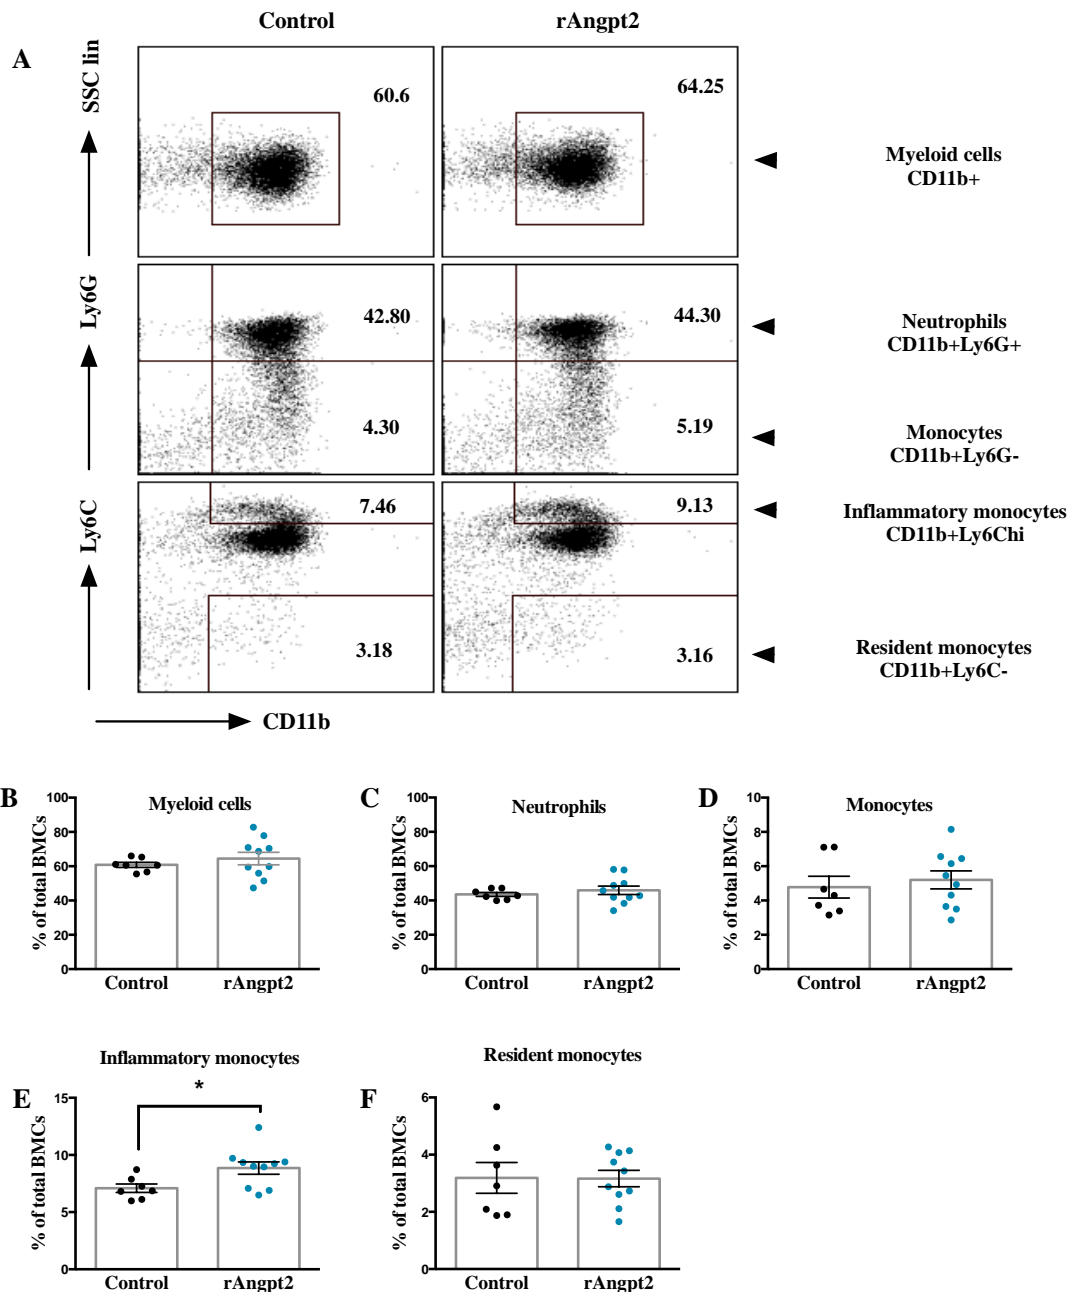 Control
rAngpt2
A
SSC lin
60.6
64.25
Myeloid cells
CD11b+
Ly6G
42.80
44.30
Neutrophils
CD11b+Ly6G+
4.30
5.19
Monocytes
CD11b+Ly6G-
Ly6C
7.46
9.13
Inflammatory monocytes
CD11b+Ly6Chi
3.18
3.16
Resident monocytes
CD11b+Ly6C-
CD11b
B
Myeloid cells
% of total BMCs
100
80
60
40
20
0
Control
rAngpt2
C
Neutrophils
% of total BMCs
100
80
60
40
20
0
Control
rAngpt2
D
Monocytes
% of total BMCs
10
8
6
4
2
0
Control
rAngpt2
E
Inflammatory monocytes
% of total BMCs
15
10
5
0
*
Control
rAngpt2
F
Resident monocytes
% of total BMCs
6
4
2
0
Control
rAngpt2